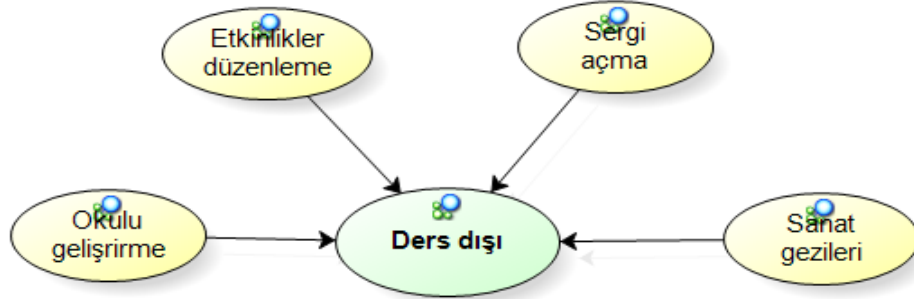 Etkinlikler
düzenleme
Sergi
açma
Okulu
gelişrirme
Ders dışı
Sanat
gezileri